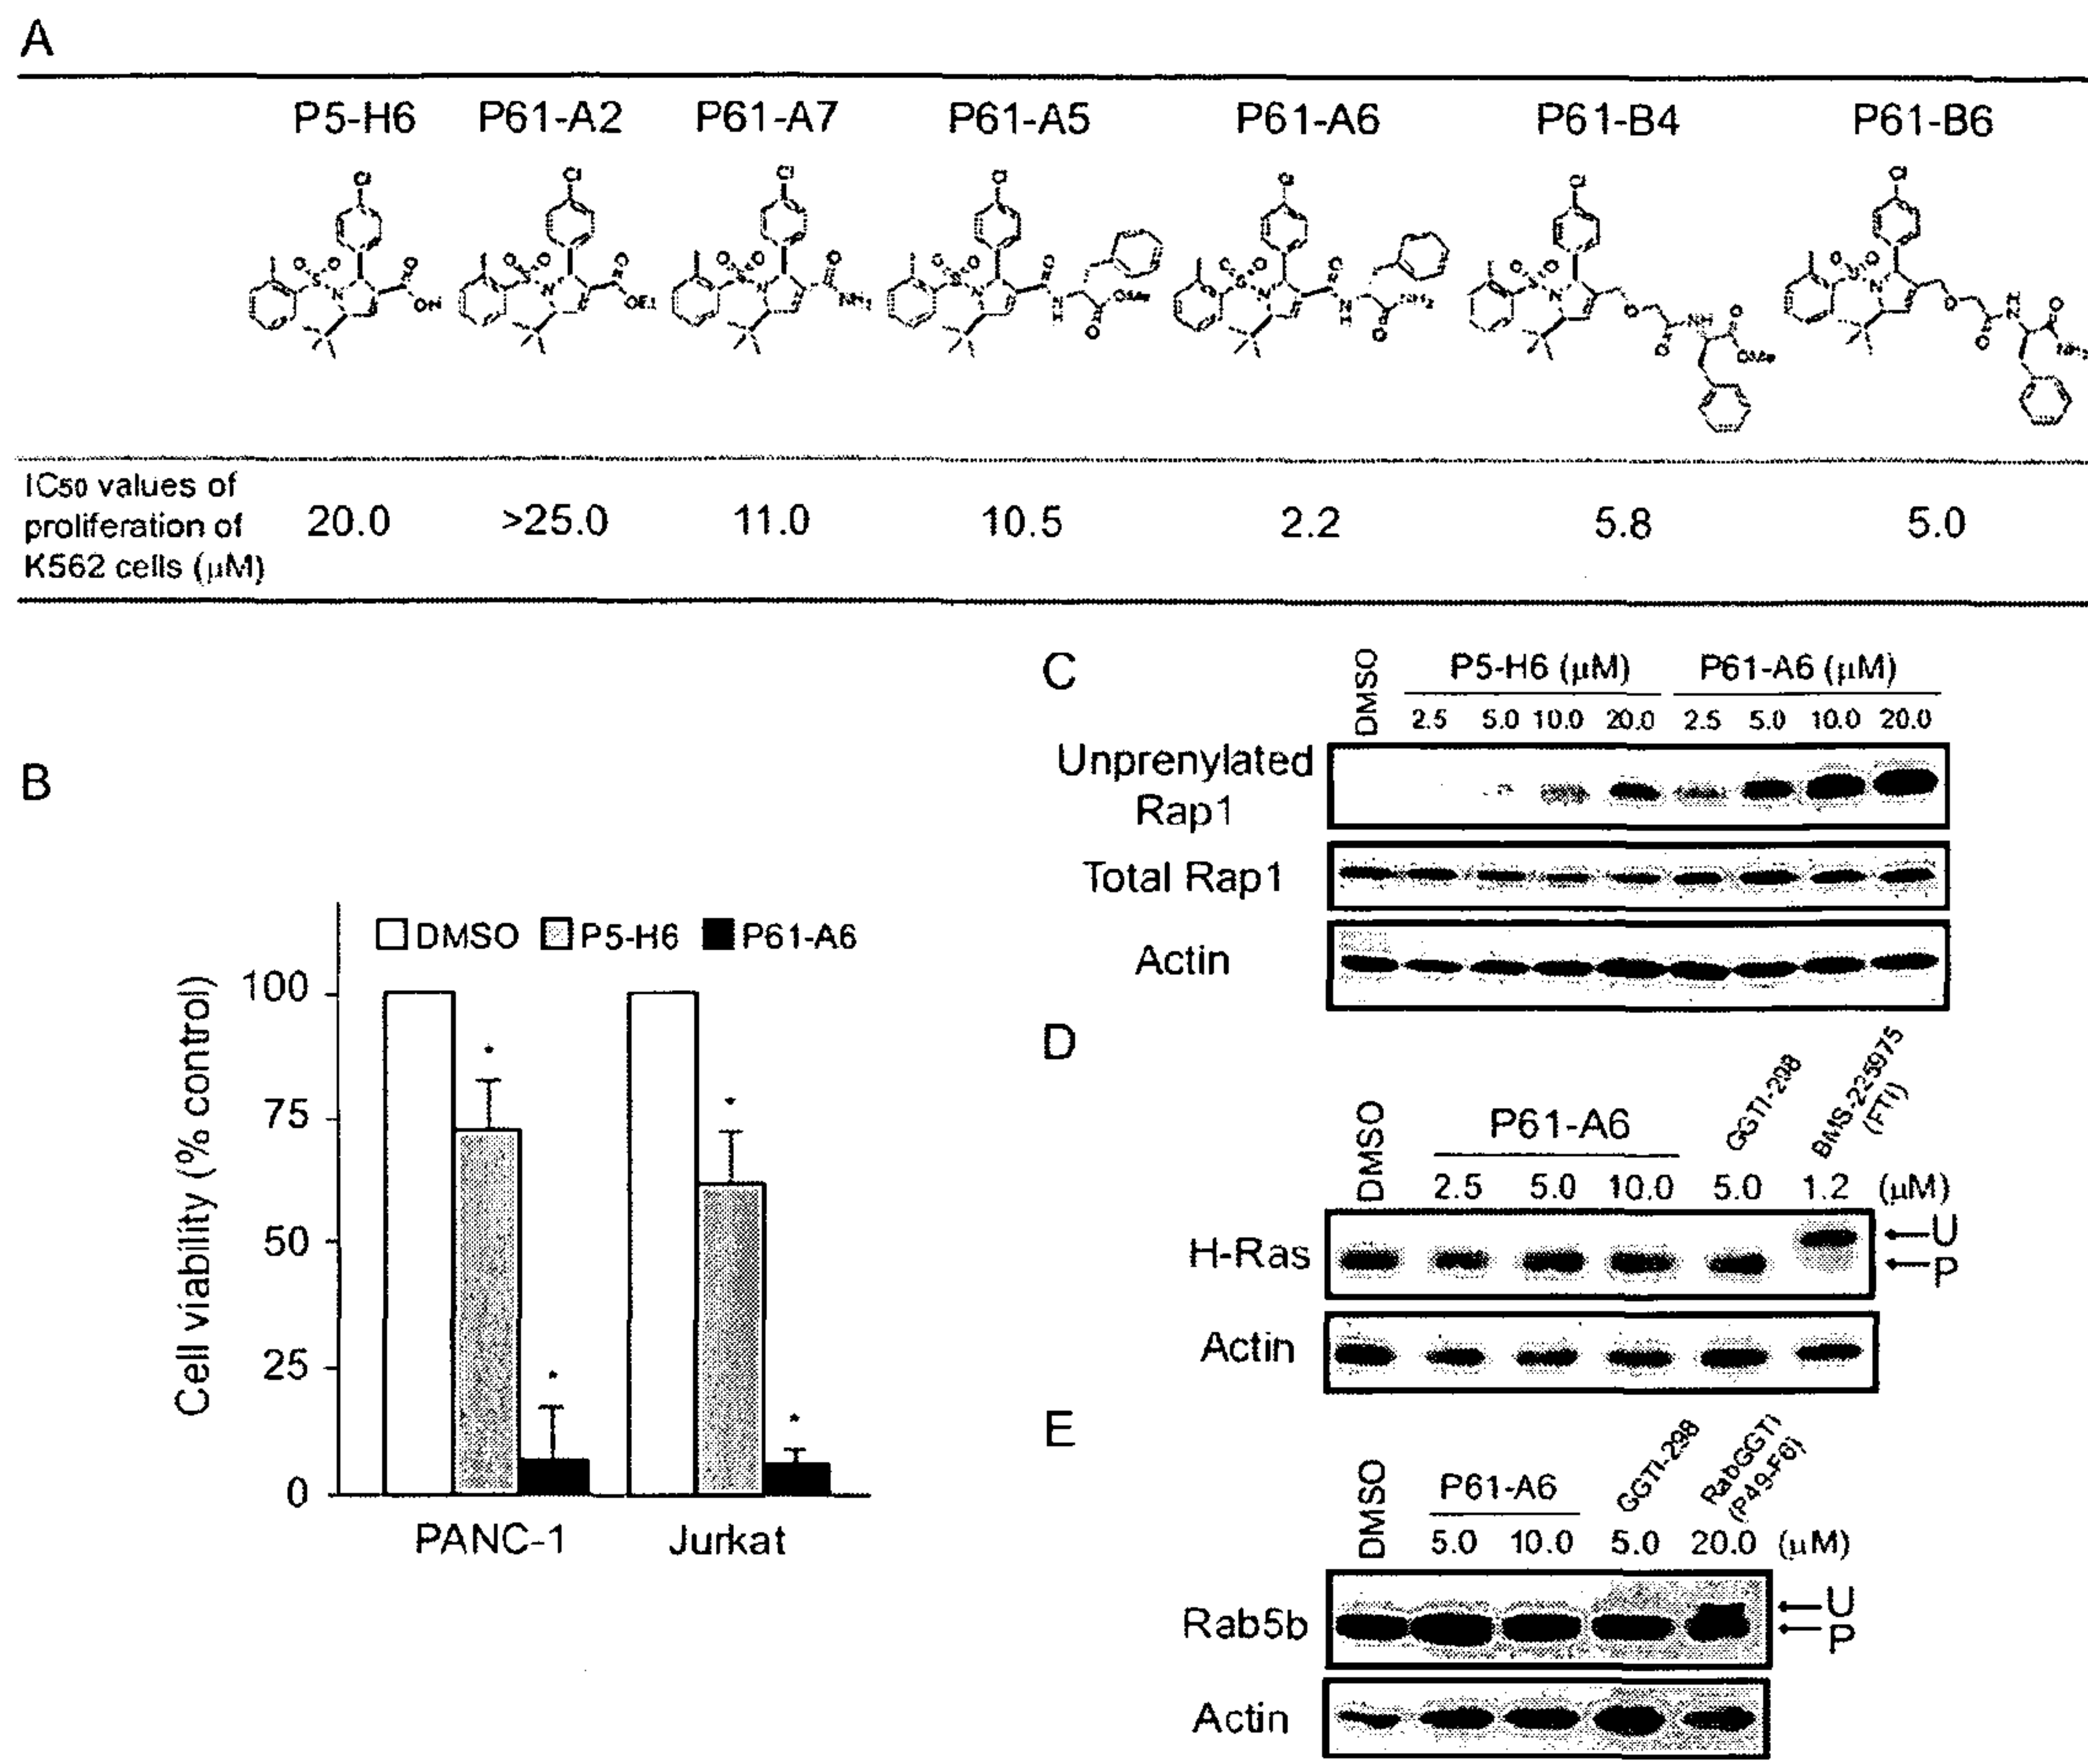 A
P5-H6 P61-A2 P61-A7 P61-A5 P61-A6 P61-B4 P61-B6
IC50 values of
proliferation of
K562 cells (μM)
20.0 >25.0 11.0 10.5 2.2 5.8 5.0
B
DMSO P5-H6 P61-A6
Cell viability (% control)
100
75
50
25
0
PANC-1 Jurkat
C
DMSO P5-H6 (μM) P61-A6 (μM)
2.5 5.0 10.0 20.0 2.5 5.0 10.0 20.0
Unprenylated
Rap1
Total Rap1
Actin
D
DMSO P61-A6 GGTI-298 BMS-225975
(FTI)
2.5 5.0 10.0 5.0 1.2 (μM)
H-Ras
U
P
Actin
E
DMSO P61-A6 GGTI-298 RabGGTI
(P49-F6)
5.0 10.0 5.0 20.0 (μM)
Rab5b
U
P
Actin